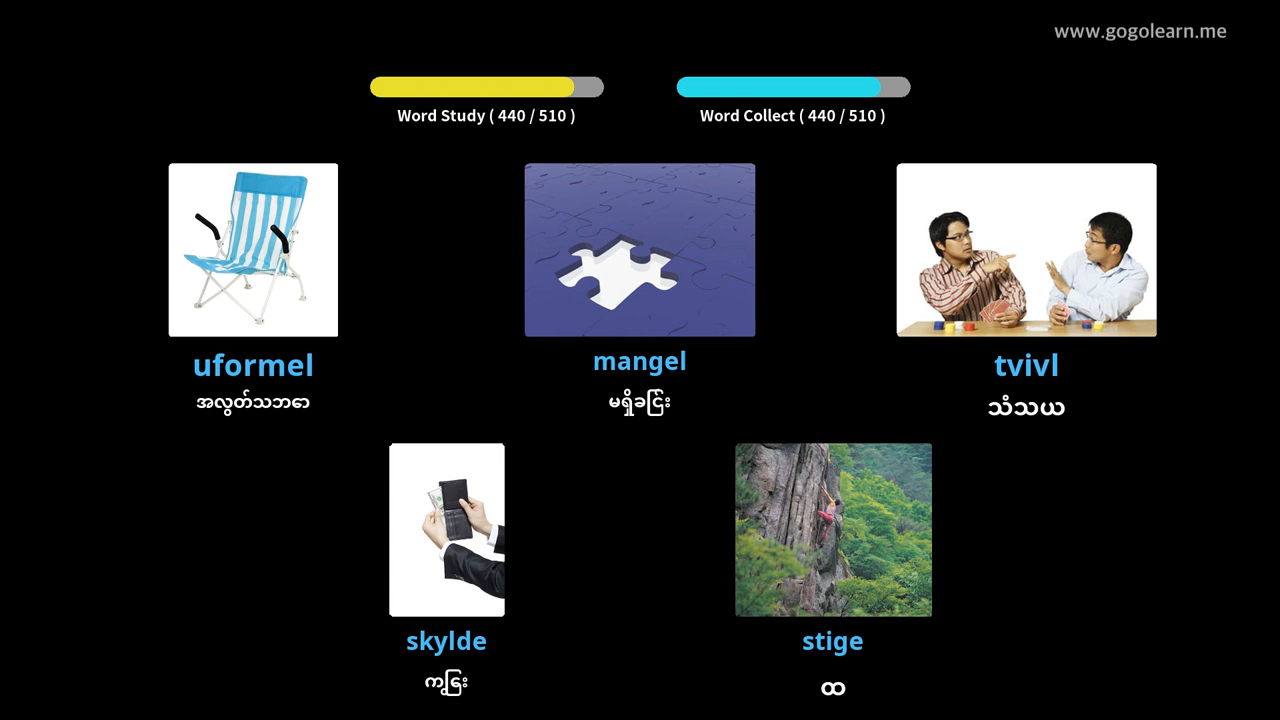 www.gogolearn.me
Word Study ( 440 / 510 )
Word Collect ( 440 / 510 )
uformel
အလွတ်သဘော
mangel
မရှိခြင်း
tvivl
သံသယ
skylde
ကြွေး
stige
ထ